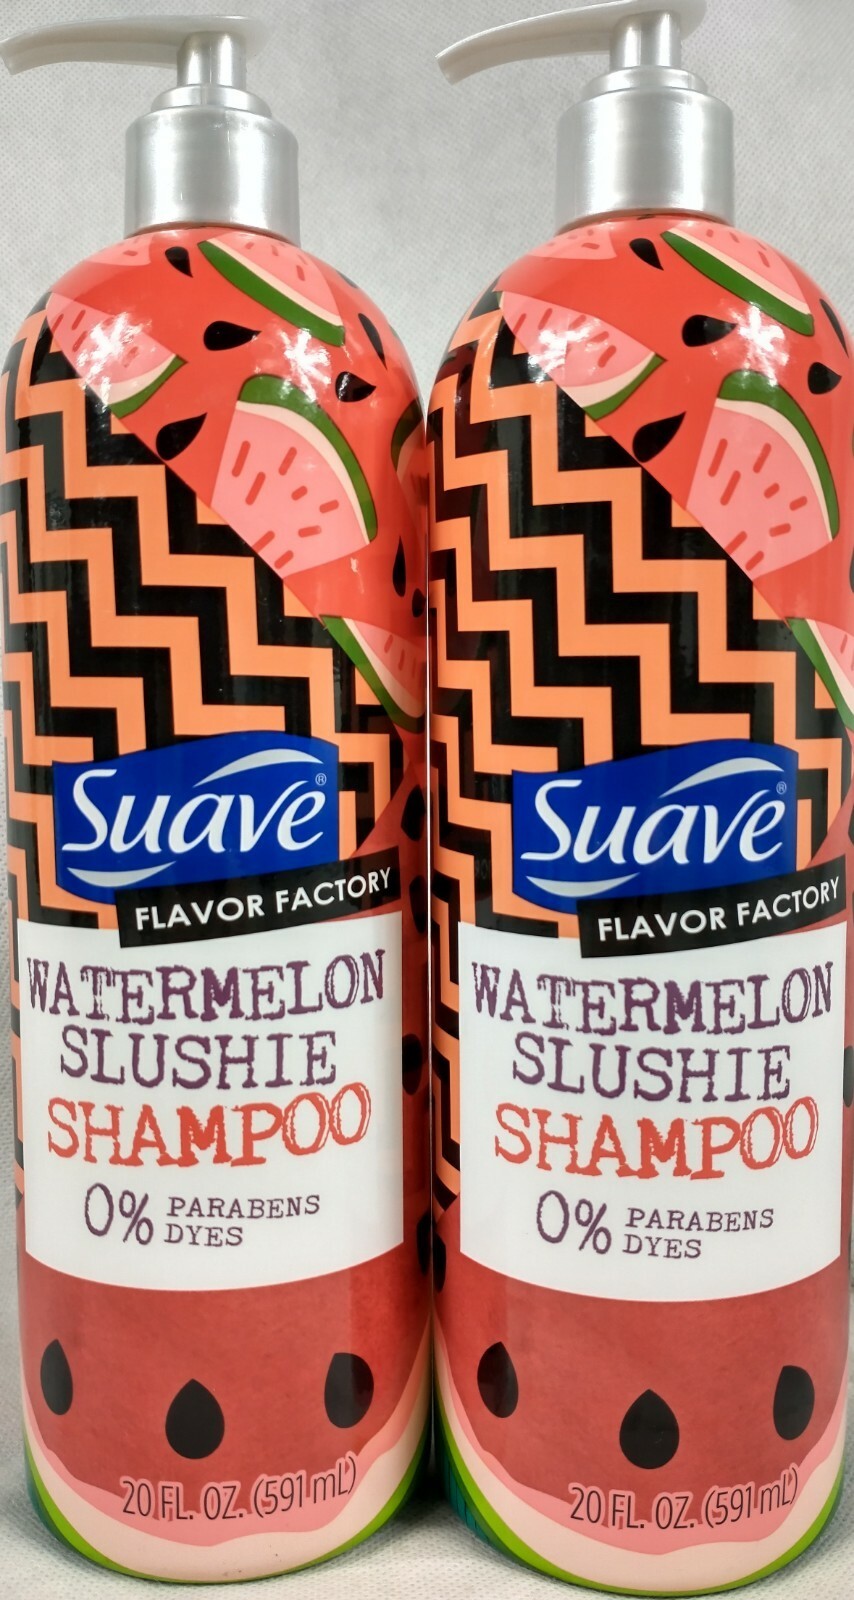 Suave®
FLAVOR FACTORY
WATERMELON
SLUSHIE
SHAMPOO
0% PARABENS
DYES
20 FL. OZ. (591 mL)
Suave®
FLAVOR FACTORY
WATERMELON
SLUSHIE
SHAMPOO
0% PARABENS
DYES
20 FL. OZ. (591 mL)